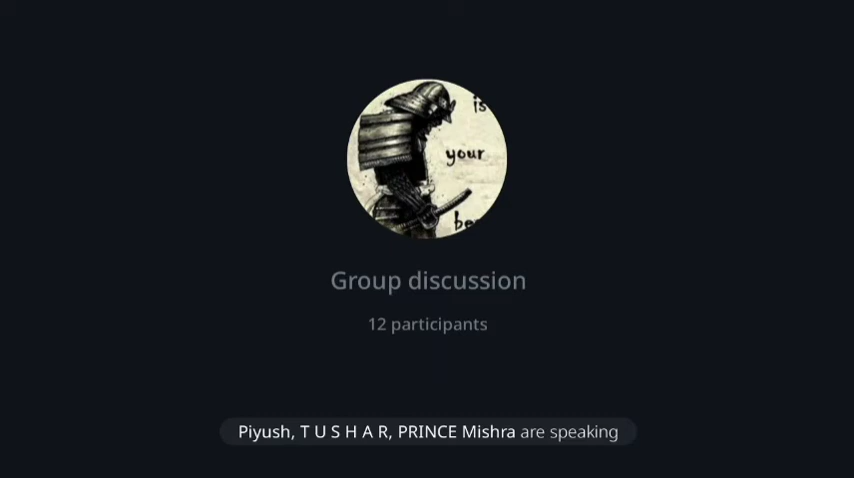 is
your
Group discussion
12 participants
Piyush, T U S H A R, PRINCE Mishra are speaking